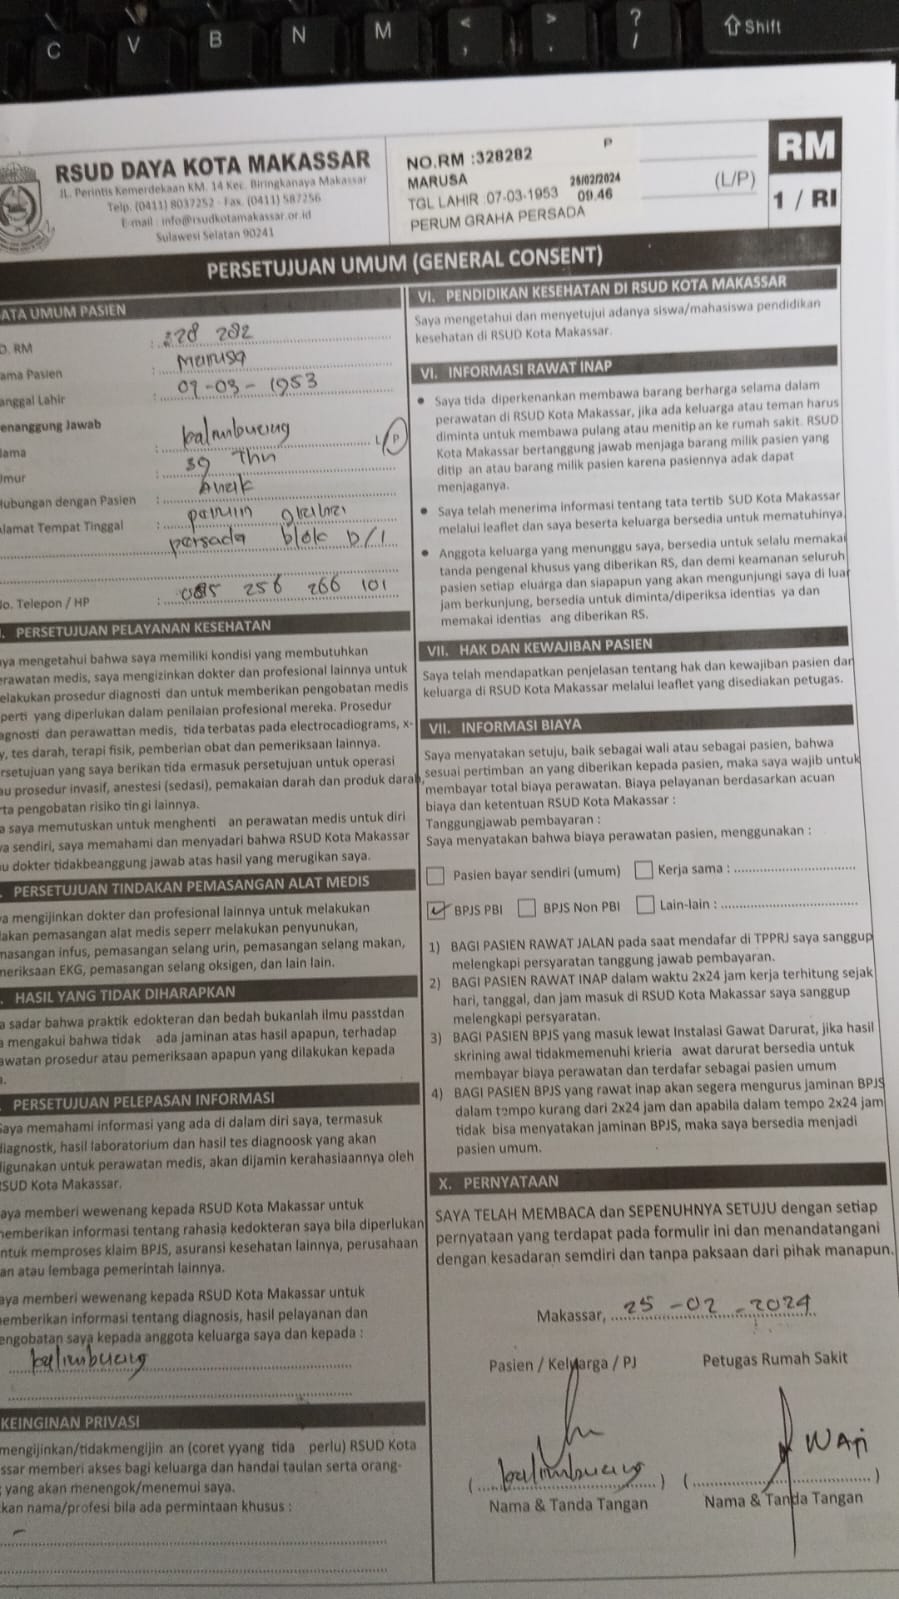 C V B N M < , > . ? / Shift
RSUD DAYA KOTA MAKASSAR
JL. Perintis Kemerdekaan KM. 14 Kec. Biringkanaya Makassar
Telp. (0411) 8037252 - Fax. (0411) 587256
E-mail : info@rsudkotamakassar.or.id
Sulawesi Selatan 90241
P
NO.RM :328282
MARUSA 25/02/2024
TGL LAHIR :07-03-1953 09.46
PERUM GRAHA PERSADA
(L/P)
RM
1 / RI
PERSETUJUAN UMUM (GENERAL CONSENT)
ATA UMUM PASIEN
O. RM : 328 282
ama Pasien : Marusa
anggal Lahir : 07-03-1953
enanggung Jawab
lama : balimbucing L/P
Umur : 39 Thn
Hubungan dengan Pasien : Anak
lamat Tempat Tinggal :
persada blok D/1
No. Telepon / HP : 085 256 266 101
I. PERSETUJUAN PELAYANAN KESEHATAN
ya mengetahui bahwa saya memiliki kondisi yang membutuhkan
erawatan medis, saya mengizinkan dokter dan profesional lainnya untuk
elakukan prosedur diagnosti dan untuk memberikan pengobatan medis
perti yang diperlukan dalam penilaian profesional mereka. Prosedur
agnosti dan perawattan medis, tida terbatas pada electrocadiograms, x-
y, tes darah, terapi fisik, pemberian obat dan pemeriksaan lainnya.
rsetujuan yang saya berikan tida ermasuk persetujuan untuk operasi
au prosedur invasif, anestesi (sedasi), pemakaian darah dan produk darah,
rta pengobatan risiko tin gi lainnya.
a saya memutuskan untuk menghenti an perawatan medis untuk diri
ya sendiri, saya memahami dan menyadari bahwa RSUD Kota Makassar
au dokter tidakbeanggung jawab atas hasil yang merugikan saya.
. PERSETUJUAN TINDAKAN PEMASANGAN ALAT MEDIS
ya mengijinkan dokter dan profesional lainnya untuk melakukan
dakan pemasangan alat medis seperr melakukan penyunukan,
masangan infus, pemasangan selang urin, pemasangan selang makan,
meriksaan EKG, pemasangan selang oksigen, dan lain lain.
. HASIL YANG TIDAK DIHARAPKAN
a sadar bahwa praktik edokteran dan bedah bukanlah ilmu passtdan
a mengakui bahwa tidak ada jaminan atas hasil apapun, terhadap
awatan prosedur atau pemeriksaan apapun yang dilakukan kepada
. PERSETUJUAN PELEPASAN INFORMASI
Saya memahami informasi yang ada di dalam diri saya, termasuk
diagnostk, hasil laboratorium dan hasil tes diagnoosk yang akan
digunakan untuk perawatan medis, akan dijamin kerahasiaannya oleh
RSUD Kota Makassar.
aya memberi wewenang kepada RSUD Kota Makassar untuk
nemberikan informasi tentang rahasia kedokteran saya bila diperlukan
ntuk memproses klaim BPJS, asuransi kesehatan lainnya, perusahaan
an atau lembaga pemerintah lainnya.
aya memberi wewenang kepada RSUD Kota Makassar untuk
nemberikan informasi tentang diagnosis, hasil pelayanan dan
engobatan saya kepada anggota keluarga saya dan kepada :
balimbucing
KEINGINAN PRIVASI
mengijinkan/tidakmengijin an (coret yyang tida perlu) RSUD Kota
ssar memberi akses bagi keluarga dan handai taulan serta orang-
g yang akan menengok/menemui saya.
kan nama/profesi bila ada permintaan khusus :
VI. PENDIDIKAN KESEHATAN DI RSUD KOTA MAKASSAR
Saya mengetahui dan menyetujui adanya siswa/mahasiswa pendidikan
kesehatan di RSUD Kota Makassar.
VI. INFORMASI RAWAT INAP
• Saya tida diperkenankan membawa barang berharga selama dalam
perawatan di RSUD Kota Makassar, jika ada keluarga atau teman harus
diminta untuk membawa pulang atau menitip an ke rumah sakit. RSUD
Kota Makassar bertanggung jawab menjaga barang milik pasien yang
ditip an atau barang milik pasien karena pasiennya adak dapat
menjaganya.
• Saya telah menerima informasi tentang tata tertib SUD Kota Makassar
melalui leaflet dan saya beserta keluarga bersedia untuk mematuhinya
• Anggota keluarga yang menunggu saya, bersedia untuk selalu memakai
tanda pengenal khusus yang diberikan RS, dan demi keamanan seluruh
pasien setiap eluarga dan siapapun yang akan mengunjungi saya di luar
jam berkunjung, bersedia untuk diminta/diperiksa identias ya dan
memakai identias ang diberikan RS.
VII. HAK DAN KEWAJIBAN PASIEN
Saya telah mendapatkan penjelasan tentang hak dan kewajiban pasien dan
keluarga di RSUD Kota Makassar melalui leaflet yang disediakan petugas.
VII. INFORMASI BIAYA
Saya menyatakan setuju, baik sebagai wali atau sebagai pasien, bahwa
sesuai pertimban an yang diberikan kepada pasien, maka saya wajib untuk
membayar total biaya perawatan. Biaya pelayanan berdasarkan acuan
biaya dan ketentuan RSUD Kota Makassar :
Tanggungjawab pembayaran :
Saya menyatakan bahwa biaya perawatan pasien, menggunakan :
Pasien bayar sendiri (umum) Kerja sama :
✓ BPJS PBI BPJS Non PBI Lain-lain :
1) BAGI PASIEN RAWAT JALAN pada saat mendafar di TPPRJ saya sanggup
melengkapi persyaratan tanggung jawab pembayaran.
2) BAGI PASIEN RAWAT INAP dalam waktu 2x24 jam kerja terhitung sejak
hari, tanggal, dan jam masuk di RSUD Kota Makassar saya sanggup
melengkapi persyaratan.
3) BAGI PASIEN BPJS yang masuk lewat Instalasi Gawat Darurat, jika hasil
skrining awal tidakmemenuhi krieria awat darurat bersedia untuk
membayar biaya perawatan dan terdafar sebagai pasien umum
4) BAGI PASIEN BPJS yang rawat inap akan segera mengurus jaminan BPJS
dalam tempo kurang dari 2x24 jam dan apabila dalam tempo 2x24 jam
tidak bisa menyatakan jaminan BPJS, maka saya bersedia menjadi
pasien umum.
X. PERNYATAAN
SAYA TELAH MEMBACA dan SEPENUHNYA SETUJU dengan setiap
pernyataan yang terdapat pada formulir ini dan menandatangani
dengan kesadaran semdiri dan tanpa paksaan dari pihak manapun.
Makassar, 25 -02 - 2024
Pasien / Keluarga / PJ Petugas Rumah Sakit
(balimbucing) (WAR)
Nama & Tanda Tangan Nama & Tanda Tangan